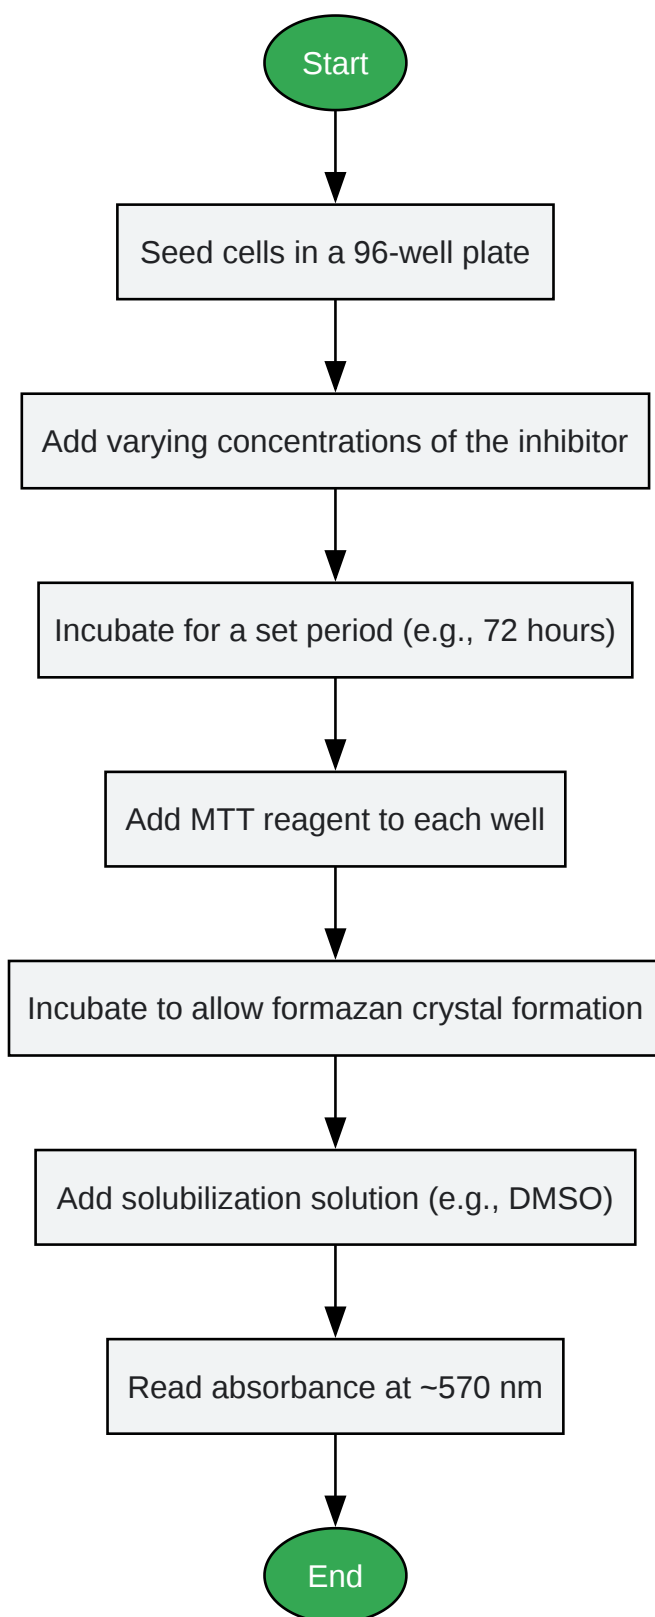 Start
Seed cells in a 96-well plate
Add varying concentrations of the inhibitor
Incubate for a set period (e.g., 72 hours)
Add MTT reagent to each well
Incubate to allow formazan crystal formation
Add solubilization solution (e.g., DMSO)
Read absorbance at ~570 nm
End